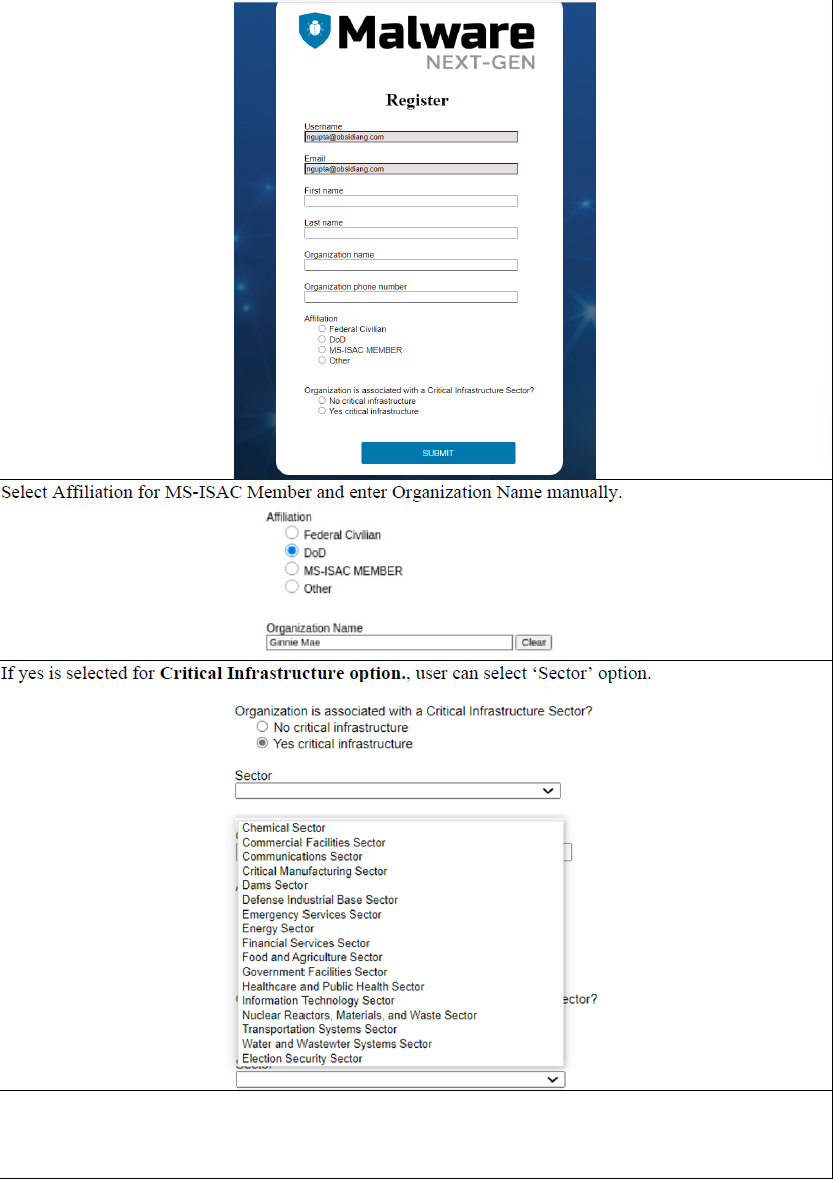 Malware
NEXT-GEN
Register
Username
ngupta@obsidiang.com
Email
ngupta@obsidiang.com
First name
Last name
Organization name
Organization phone number
Affiliation
Federal Civilian
DoD
MS-ISAC MEMBER
Other
Organization is associated with a Critical Infrastructure Sector?
No critical infrastructure
Yes critical infrastructure
SUBMIT
Select Affiliation for MS-ISAC Member and enter Organization Name manually.
Affiliation
Federal Civilian
DoD
MS-ISAC MEMBER
Other
Organization Name
Ginnie Mae Clear
If yes is selected for Critical Infrastructure option., user can select ‘Sector’ option.
Organization is associated with a Critical Infrastructure Sector?
No critical infrastructure
Yes critical infrastructure
Sector
Chemical Sector
Commercial Facilities Sector
Communications Sector
Critical Manufacturing Sector
Dams Sector
Defense Industrial Base Sector
Emergency Services Sector
Energy Sector
Financial Services Sector
Food and Agriculture Sector
Government Facilities Sector
Healthcare and Public Health Sector
ector?
Information Technology Sector
Nuclear Reactors, Materials, and Waste Sector
Transportation Systems Sector
Water and Wastewter Systems Sector
Election Security Sector
Sector